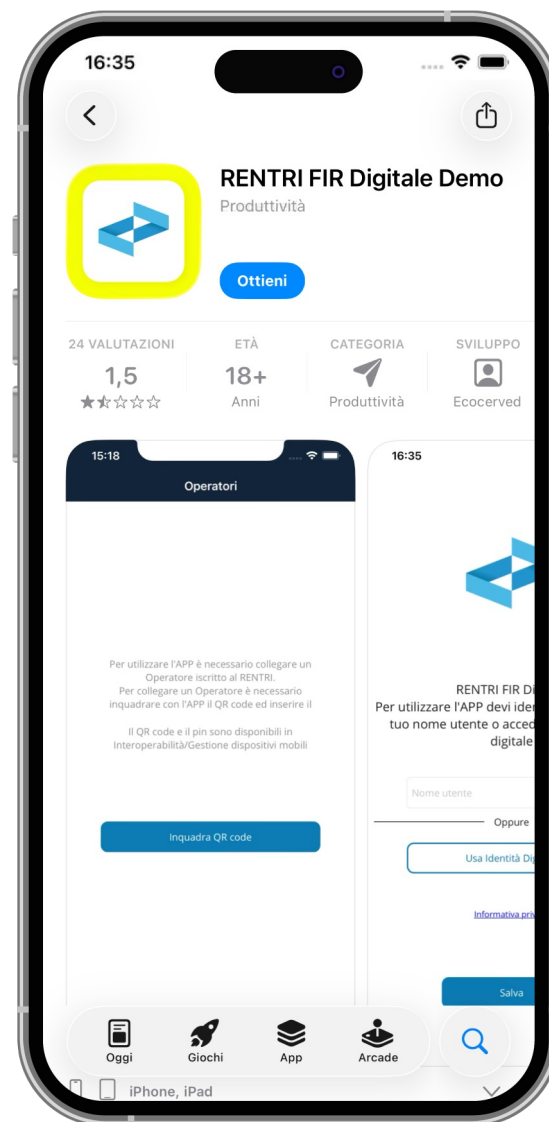 16:35
RENTRI FIR Digitale Demo
Produttività
Ottieni
24 VALUTAZIONI
ETÀ
CATEGORIA
SVILUPPO
1,5
18+
Anni
Produttività
Ecocerved
15:18
Operatori
Per utilizzare l'APP è necessario collegare un
Operatore iscritto al RENTRI.
Per collegare un Operatore è necessario
inquadrare con l'APP il QR code ed inserire il
Il QR code e il pin sono disponibili in
Interoperabilità/Gestione dispositivi mobili
Inquadra QR code
16:35
RENTRI FIR Di
Per utilizzare l'APP devi ider
tuo nome utente o acced
digitale
Nome utente
Oppure
Usa Identità Dig
Informativa priv
Salva
Oggi
Giochi
App
Arcade
iPhone, iPad